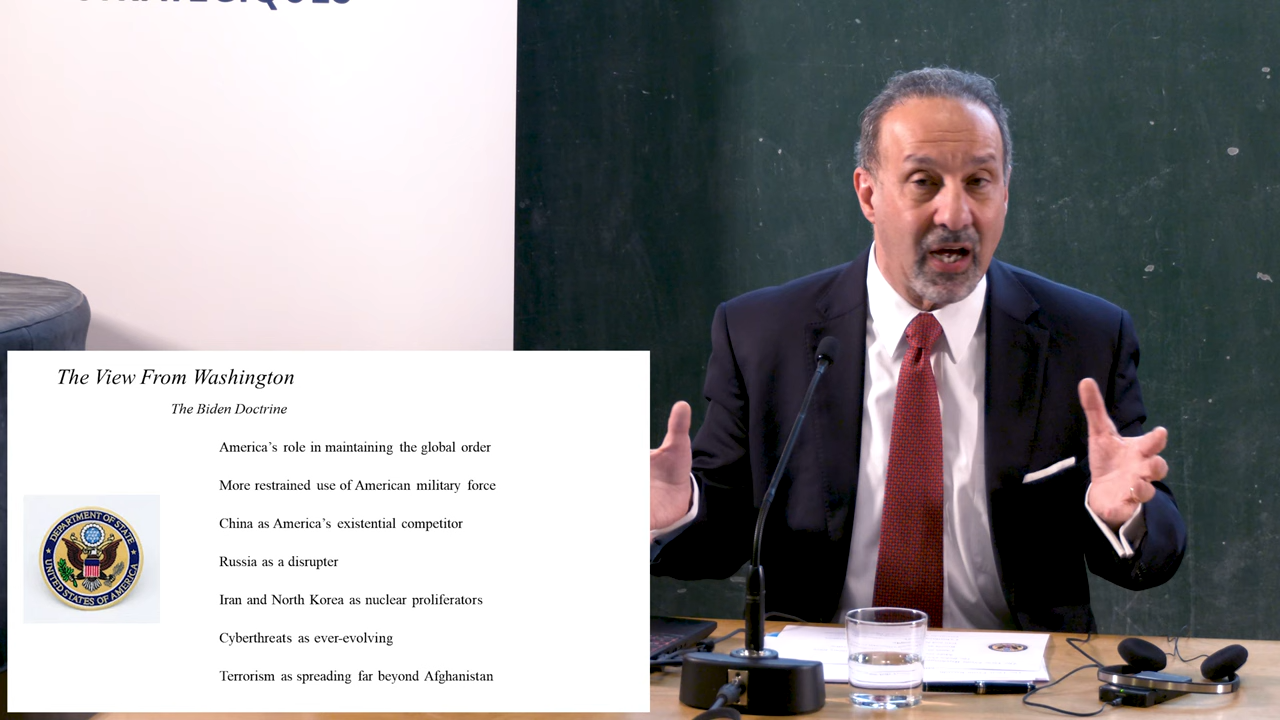 STRATÉGIQUES
The View From Washington
The Biden Doctrine
America’s role in maintaining the global order
More restrained use of American military force
China as America’s existential competitor
Russia as a disrupter
Iran and North Korea as nuclear proliferators
Cyberthreats as ever-evolving
Terrorism as spreading far beyond Afghanistan
DEPARTMENT OF STATE
UNITED STATES OF AMERICA